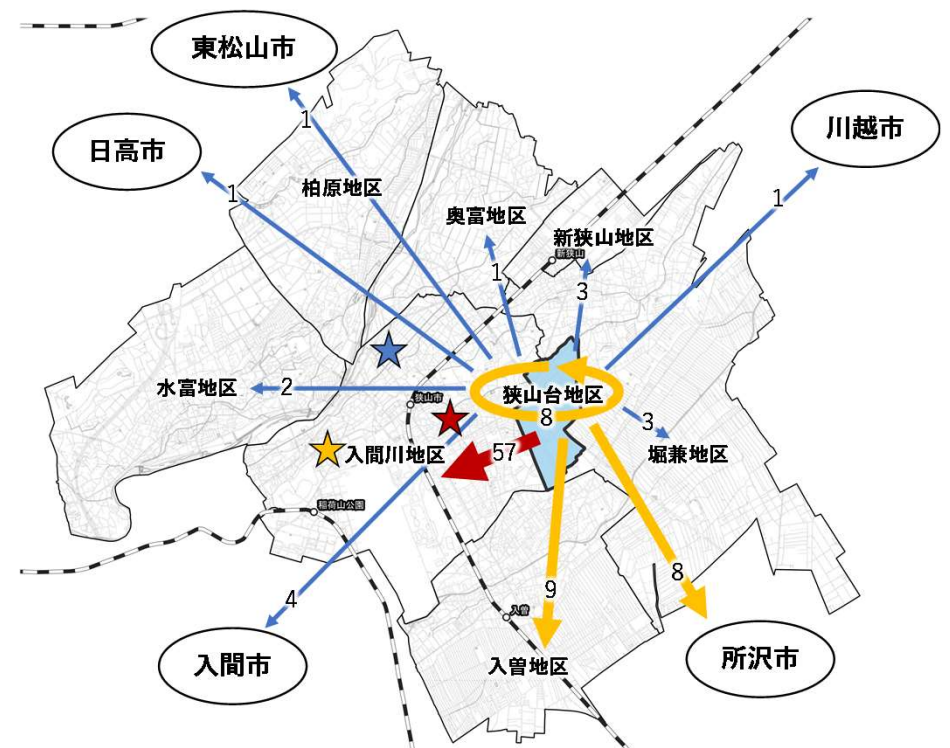 東松山市
川越市
日高市
1
1
1
柏原地区
奥富地区
新狭山地区
新狭山
1
3
水富地区
2
狭山市
狭山台地区
8
3
57
入間川地区
堀兼地区
稲荷山公園
4
9
8
入曽
入間市
入曽地区
所沢市